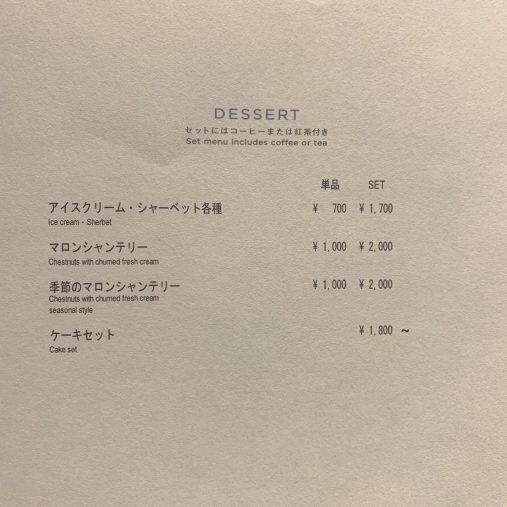 DESSERT
セットにはコーヒーまたは紅茶付き
Set menu includes coffee or tea
単品 SET
アイスクリーム・シャーベット各種 ¥ 700 ¥ 1,700
Ice cream・Sherbet
マロンシャンテリー ¥ 1,000 ¥ 2,000
Chestnuts with churned fresh cream
季節のマロンシャンテリー ¥ 1,000 ¥ 2,000
Chestnuts with churned fresh cream
seasonal style
ケーキセット ¥ 1,800 ～
Cake set